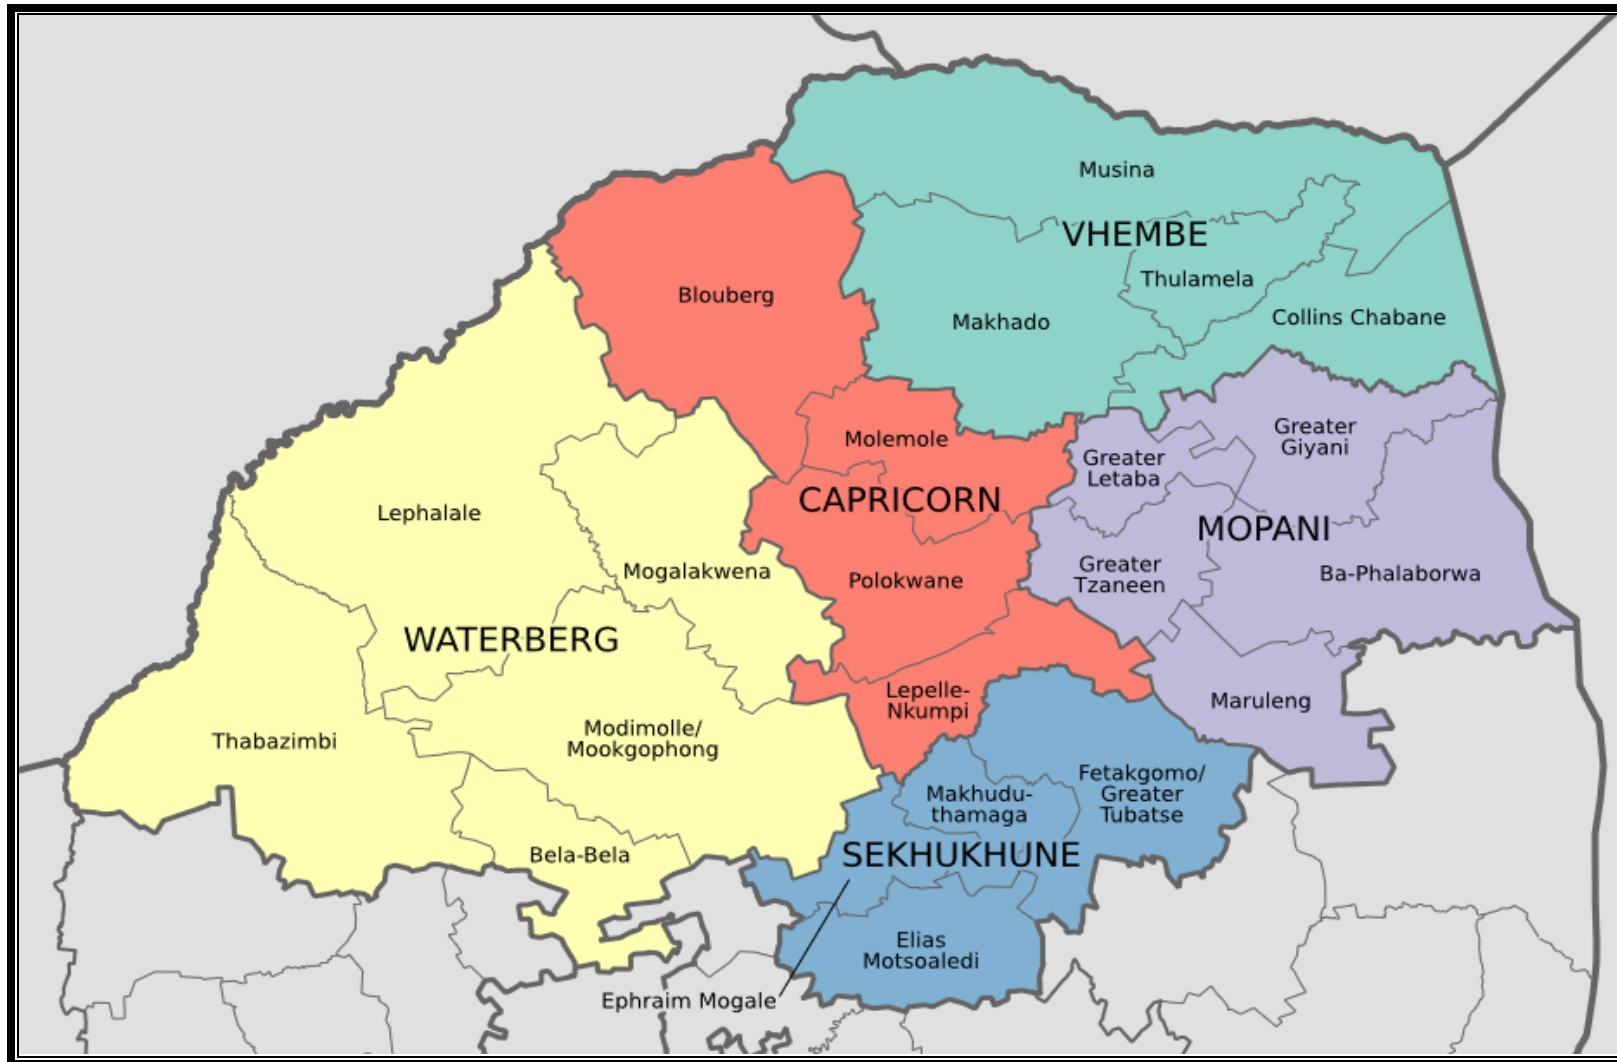 Musina
VHEMBE
Thulamela
Blouberg
Makhado
Collins Chabane
Molemole
Greater
Giyani
Greater
Letaba
CAPRICORN
Lephalale
MOPANI
Mogalakwena
Polokwane
Greater
Tzaneen
Ba-Phalaborwa
WATERBERG
Lepelle-
Nkumpi
Maruleng
Thabazimbi
Modimolle/
Mookgophong
Fetakgomo/
Greater
Tubatse
Makhudu-
thamaga
Bela-Bela
SEKHUKHUNE
Elias
Motsoaledi
Ephraim Mogale